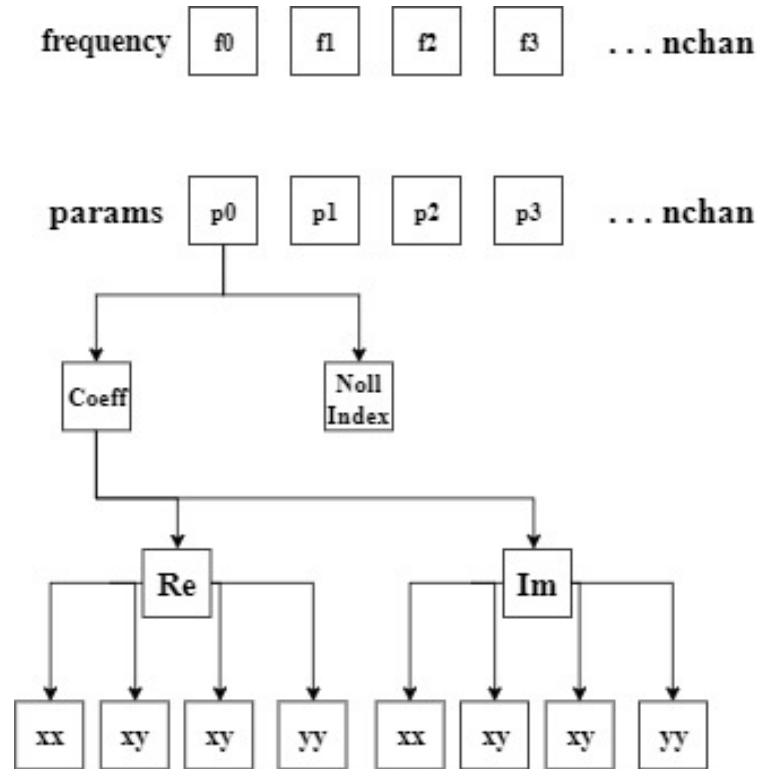 frequency f0 f1 f2 f3 . . . nchan
params p0 p1 p2 p3 . . . nchan
Coeff
Noll
Index
Re Im
xx xy xy yy xx xy xy yy